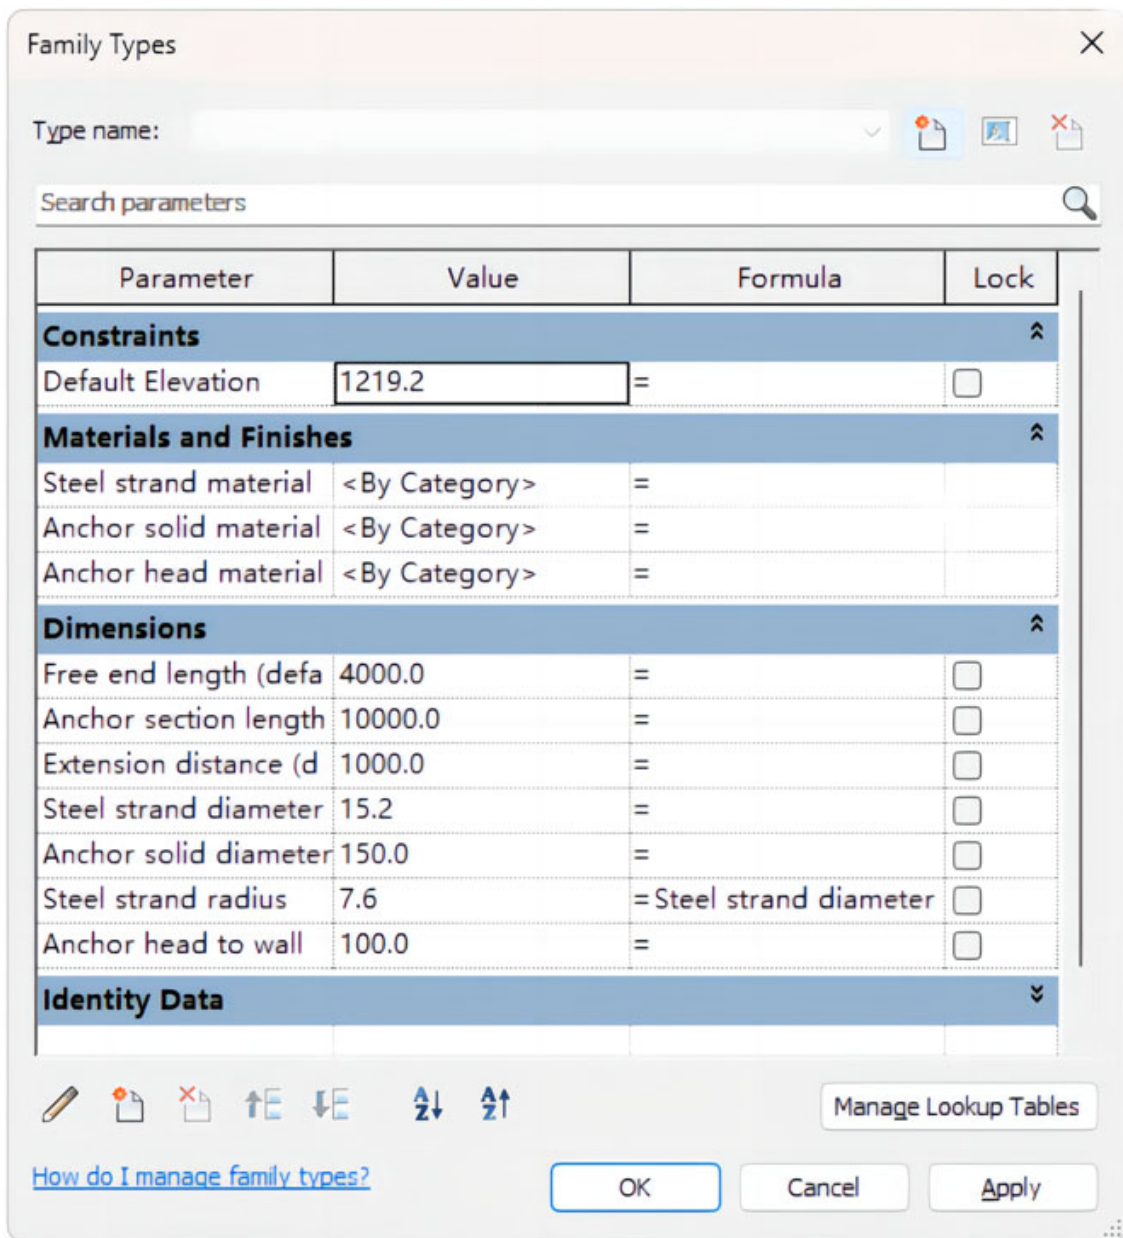 Family Types
Type name:
Search parameters
Parameter Value Formula Lock
Constraints
Default Elevation 1219.2 =
Materials and Finishes
Steel strand material <By Category> =
Anchor solid material <By Category> =
Anchor head material <By Category> =
Dimensions
Free end length (defa 4000.0 =
Anchor section length 10000.0 =
Extension distance (d 1000.0 =
Steel strand diameter 15.2 =
Anchor solid diameter 150.0 =
Steel strand radius 7.6 =Steel strand diameter
Anchor head to wall 100.0 =
Identity Data
Manage Lookup Tables
How do I manage family types?
OK Cancel Apply